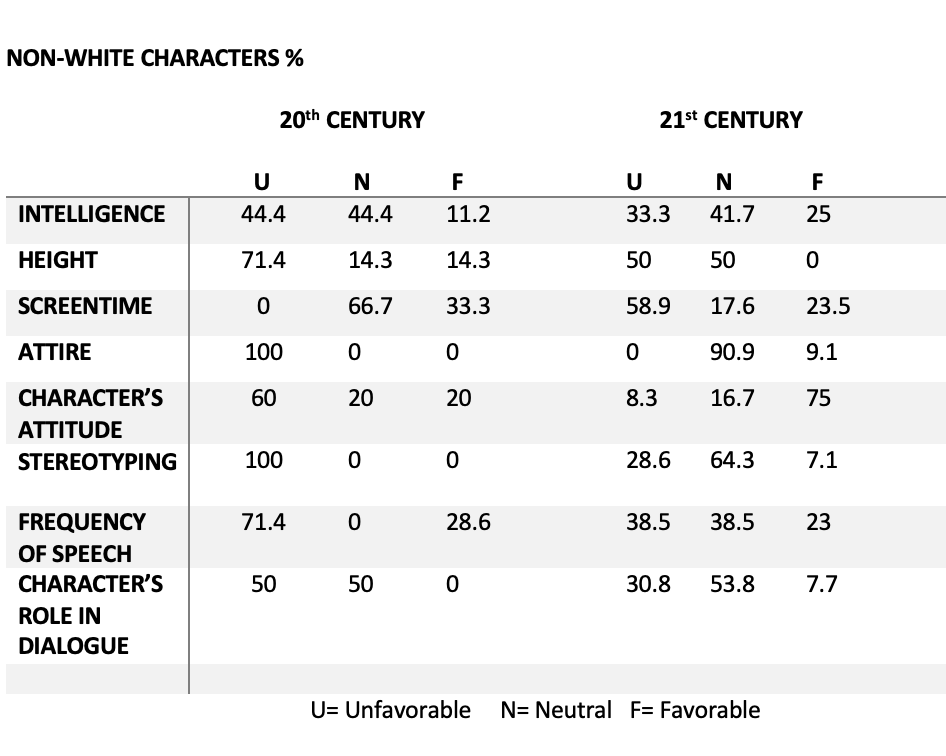 NON-WHITE CHARACTERS %
20th CENTURY 21st CENTURY
U N F U N F
INTELLIGENCE 44.4 44.4 11.2 33.3 41.7 25
HEIGHT 71.4 14.3 14.3 50 50 0
SCREENTIME 0 66.7 33.3 58.9 17.6 23.5
ATTIRE 100 0 0 0 90.9 9.1
CHARACTER’S 60 20 20 8.3 16.7 75
ATTITUDE
STEREOTYPING 100 0 0 28.6 64.3 7.1
FREQUENCY 71.4 0 28.6 38.5 38.5 23
OF SPEECH
CHARACTER’S 50 50 0 30.8 53.8 7.7
ROLE IN
DIALOGUE
U= Unfavorable N= Neutral F= Favorable